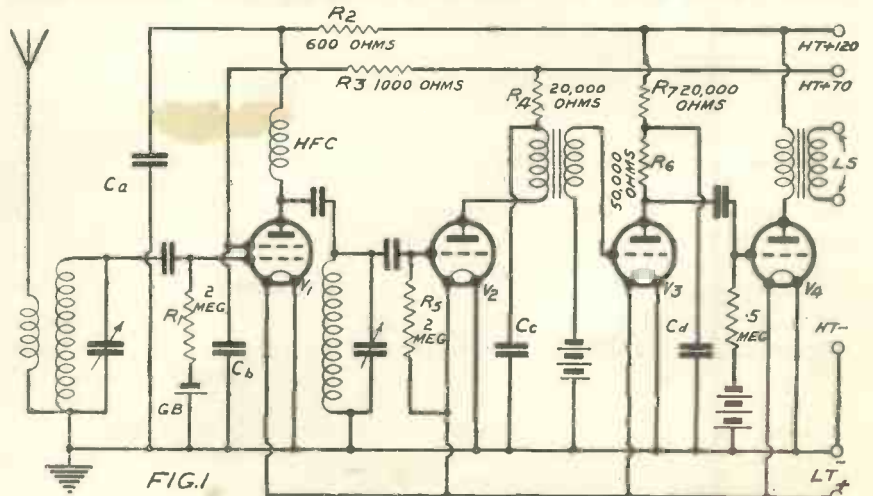 R2
600 OHMS
HT+120
R3 1000 OHMS
HT+70
R4
20,000
OHMS
R7 20,000
OHMS
HFC
Ca
R6
50,000
OHMS
LS
V1
V2
V3
V4
R1
2
MEG
R5
2
MEG
Cb
Cc
Cd
.5
MEG
HT-
GB
FIG.1
LT
-
+